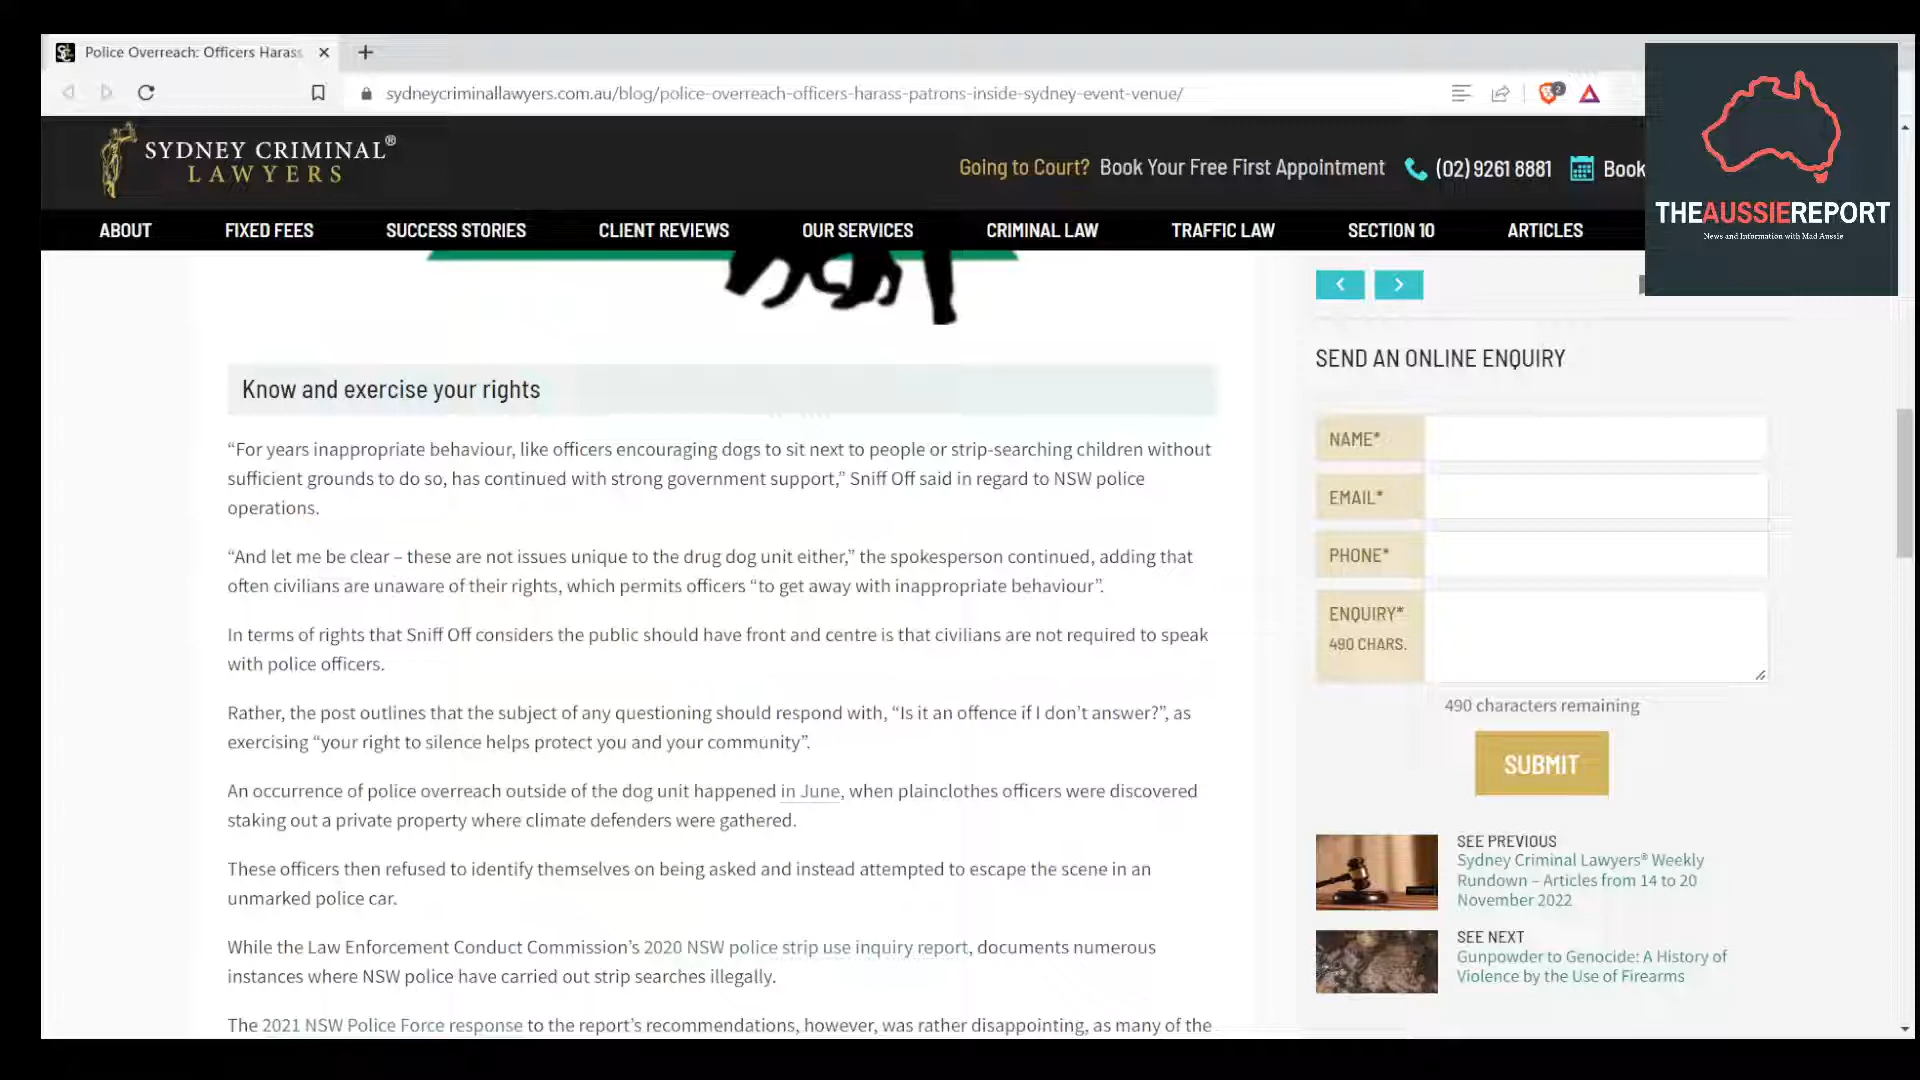 Police Overreach: Officers Harass
sydneycriminallawyers.com.au/blog/police-overreach-officers-harass-patrons-inside-sydney-event-venue/
2
SYDNEY CRIMINAL®
LAWYERS
Going to Court? Book Your Free First Appointment (02) 9261 8881 Book
ABOUT FIXED FEES SUCCESS STORIES CLIENT REVIEWS OUR SERVICES CRIMINAL LAW TRAFFIC LAW SECTION 10 ARTICLES
THEAUSSIEREPORT
News and Information with Mad Aussie
Know and exercise your rights
“For years inappropriate behaviour, like officers encouraging dogs to sit next to people or strip-searching children without
sufficient grounds to do so, has continued with strong government support,” Sniff Off said in regard to NSW police
operations.
“And let me be clear – these are not issues unique to the drug dog unit either,” the spokesperson continued, adding that
often civilians are unaware of their rights, which permits officers “to get away with inappropriate behaviour”.
In terms of rights that Sniff Off considers the public should have front and centre is that civilians are not required to speak
with police officers.
Rather, the post outlines that the subject of any questioning should respond with, “Is it an offence if I don’t answer?”, as
exercising “your right to silence helps protect you and your community”.
An occurrence of police overreach outside of the dog unit happened in June, when plainclothes officers were discovered
staking out a private property where climate defenders were gathered.
These officers then refused to identify themselves on being asked and instead attempted to escape the scene in an
unmarked police car.
While the Law Enforcement Conduct Commission’s 2020 NSW police strip use inquiry report, documents numerous
instances where NSW police have carried out strip searches illegally.
The 2021 NSW Police Force response to the report’s recommendations, however, was rather disappointing, as many of the
SEND AN ONLINE ENQUIRY
NAME*
EMAIL*
PHONE*
ENQUIRY*
490 CHARS.
490 characters remaining
SUBMIT
SEE PREVIOUS
Sydney Criminal Lawyers® Weekly
Rundown – Articles from 14 to 20
November 2022
SEE NEXT
Gunpowder to Genocide: A History of
Violence by the Use of Firearms